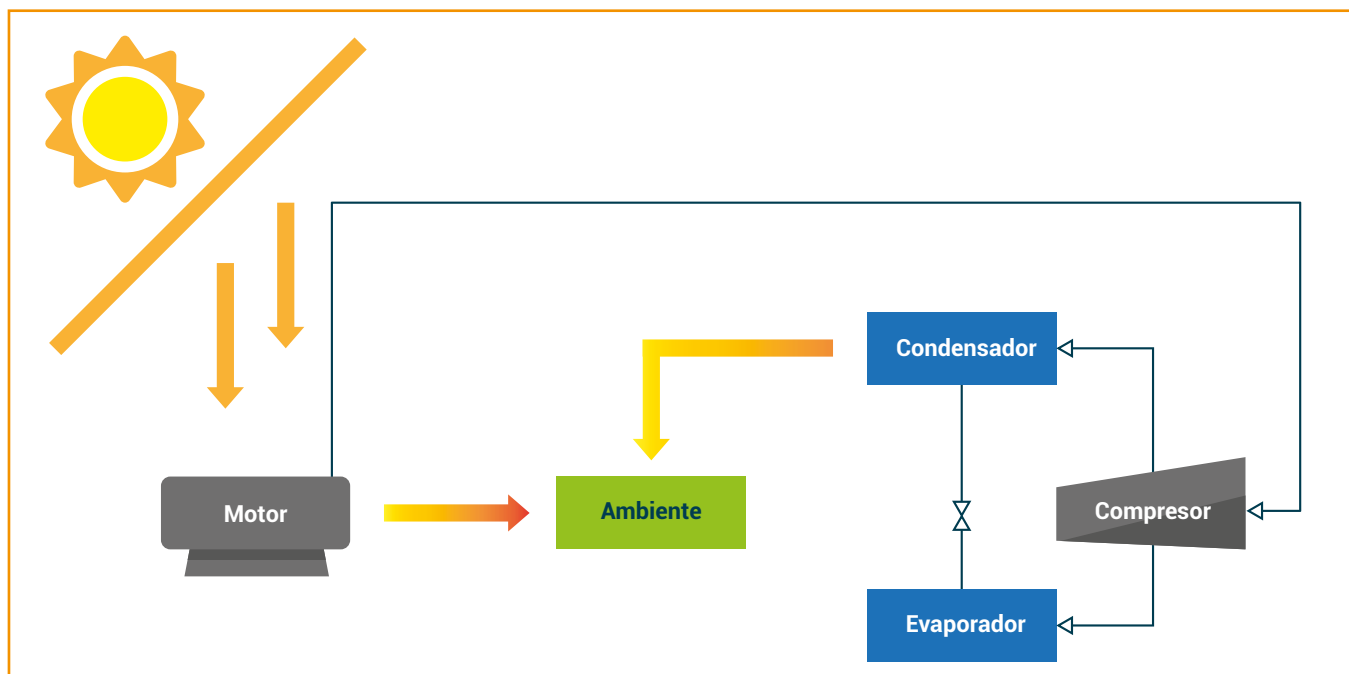 Condensador
Motor
Ambiente
Compresor
Evaporador